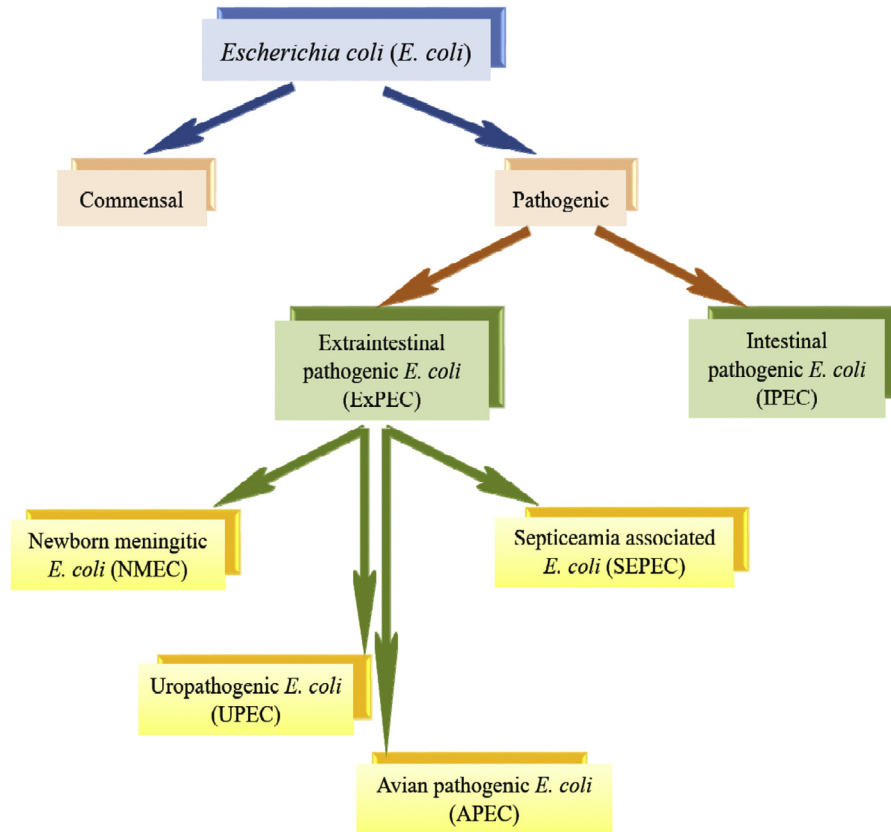 Escherichia coli (E. coli)
Commensal
Pathogenic
Extraintestinal
pathogenic E. coli
(ExPEC)
Intestinal
pathogenic E. coli
(IPEC)
Newborn meningitic
E. coli (NMEC)
Septiceamia associated
E. coli (SEPEC)
Uropathogenic E. coli
(UPEC)
Avian pathogenic E. coli
(APEC)